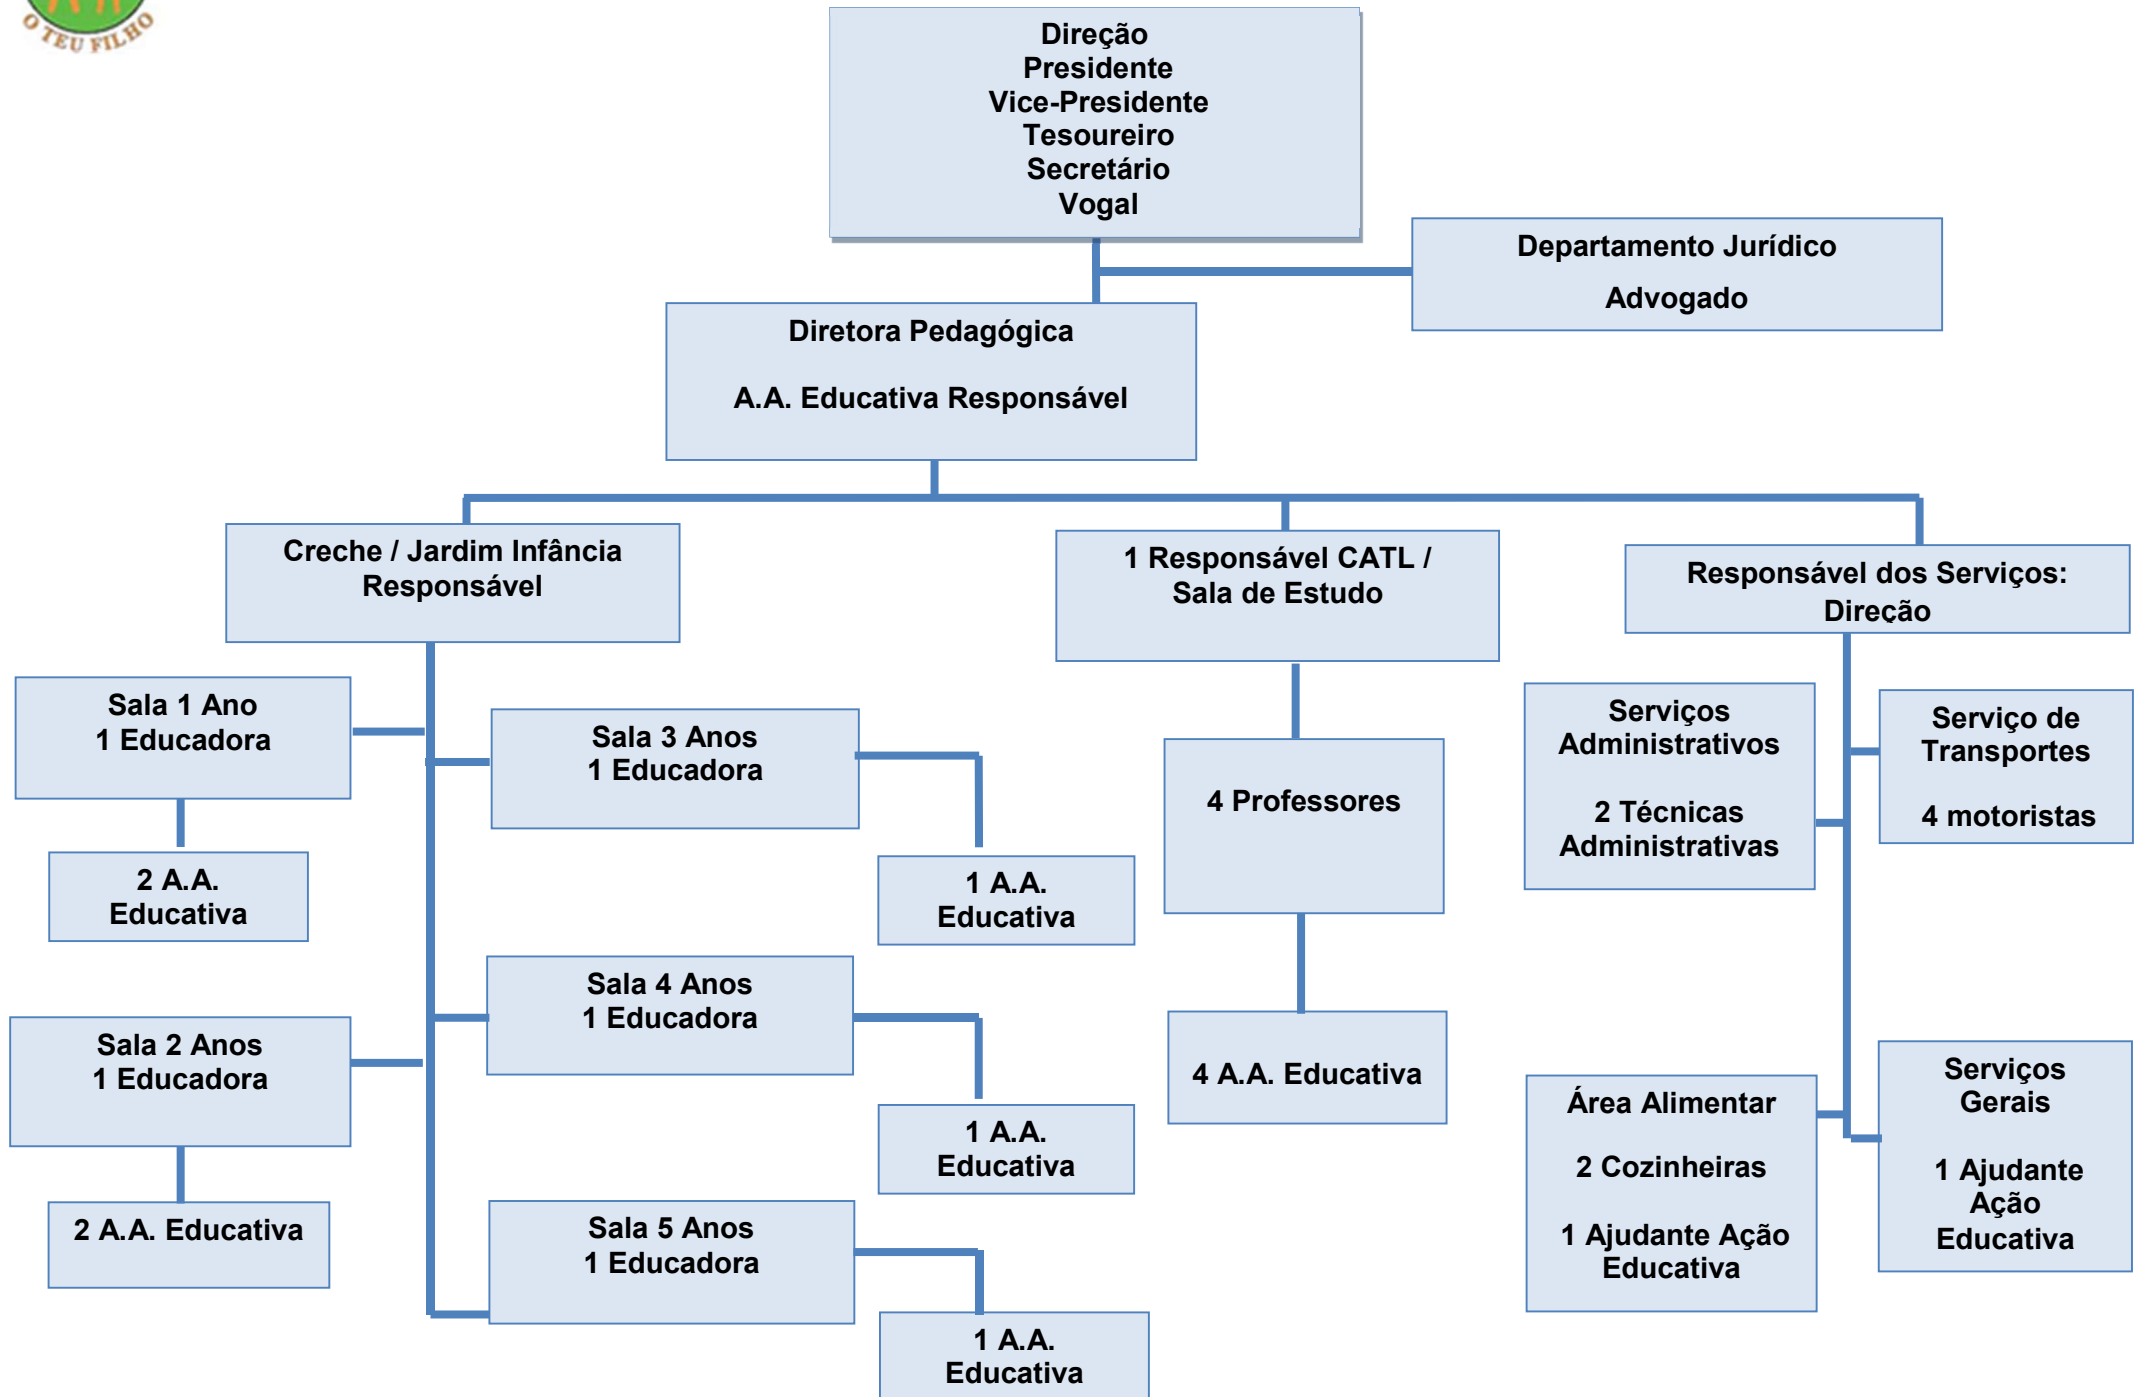 O TEU FILHO
Direção
Presidente
Vice-Presidente
Tesoureiro
Secretário
Vogal
Departamento Jurídico
Advogado
Diretora Pedagógica
A.A. Educativa Responsável
Creche / Jardim Infância
Responsável
1 Responsável CATL /
Sala de Estudo
Responsável dos Serviços:
Direção
Sala 1 Ano
1 Educadora
2 A.A.
Educativa
Sala 2 Anos
1 Educadora
2 A.A. Educativa
Sala 3 Anos
1 Educadora
1 A.A.
Educativa
Sala 4 Anos
1 Educadora
1 A.A.
Educativa
Sala 5 Anos
1 Educadora
1 A.A.
Educativa
4 Professores
4 A.A. Educativa
Serviços
Administrativos
2 Técnicas
Administrativas
Serviço de
Transportes
4 motoristas
Área Alimentar
2 Cozinheiras
1 Ajudante Ação
Educativa
Serviços
Gerais
1 Ajudante
Ação
Educativa